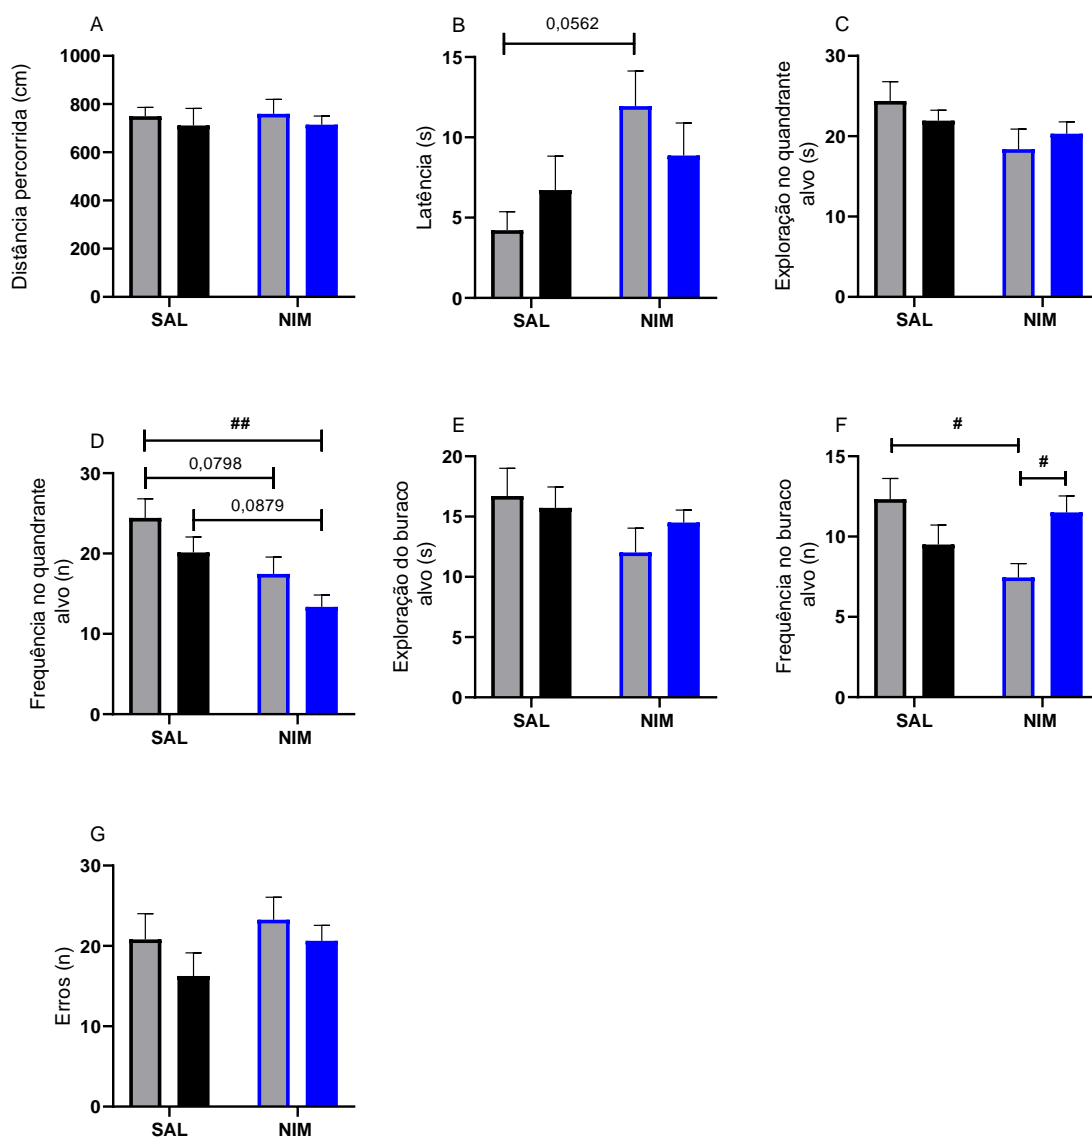 A
Distância percorrida (cm)
1000
800
600
400
200
0
SAL NIM
B
0,0562
Latência (s)
15
10
5
0
SAL NIM
C
Exploração no quandrante
alvo (s)
30
20
10
0
SAL NIM
D
##
0,0798
0,0879
Frequência no quandrante
alvo (n)
30
20
10
0
SAL NIM
E
Exploração do buraco
alvo (s)
20
15
10
5
0
SAL NIM
F
#
#
Frequência no buraco
alvo (n)
15
10
5
0
SAL NIM
G
Erros (n)
30
20
10
0
SAL NIM